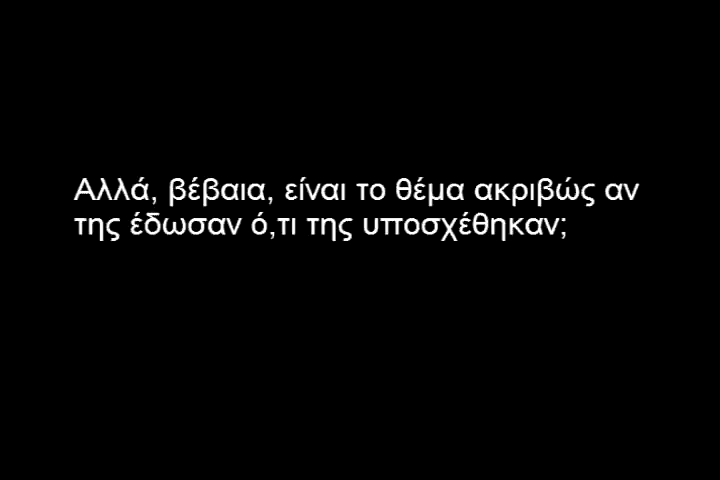 Αλλά, βέβαια, είναι το θέμα ακριβώς αν
της έδωσαν ό,τι της υποσχέθηκαν;